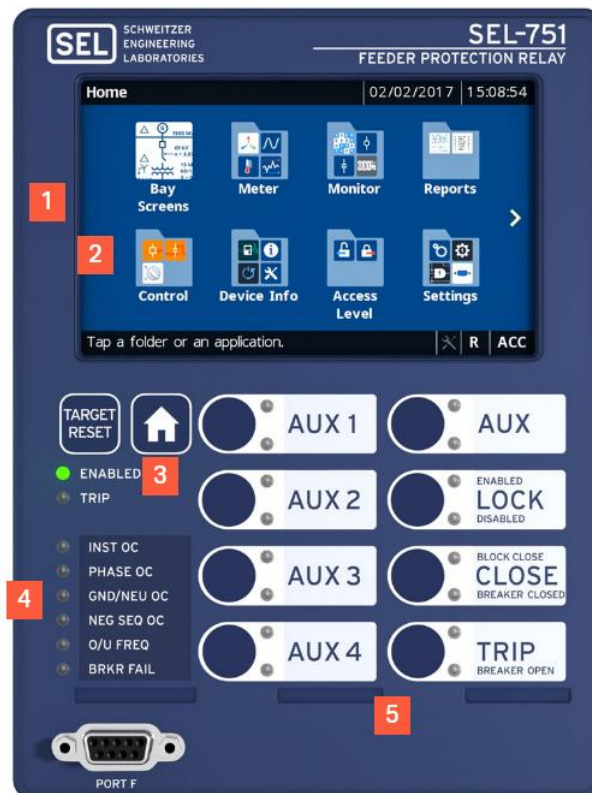 SEL
SCHWEITZER
ENGINEERING
LABORATORIES
SEL-751
FEEDER PROTECTION RELAY
Home
02/02/2017
15:08:54
1
Bay
Screens
Meter
Monitor
Reports
2
Control
Device Info
Access
Level
Settings
Tap a folder or an application.
R
ACC
TARGET
RESET
AUX 1
AUX
3
ENABLED
TRIP
AUX 2
ENABLED
LOCK
DISABLED
4
INST OC
PHASE OC
GND/NEU OC
NEG SEQ OC
O/U FREQ
BRKR FAIL
AUX 3
BLOCK CLOSE
CLOSE
BREAKER CLOSED
AUX 4
TRIP
BREAKER OPEN
5
PORT F